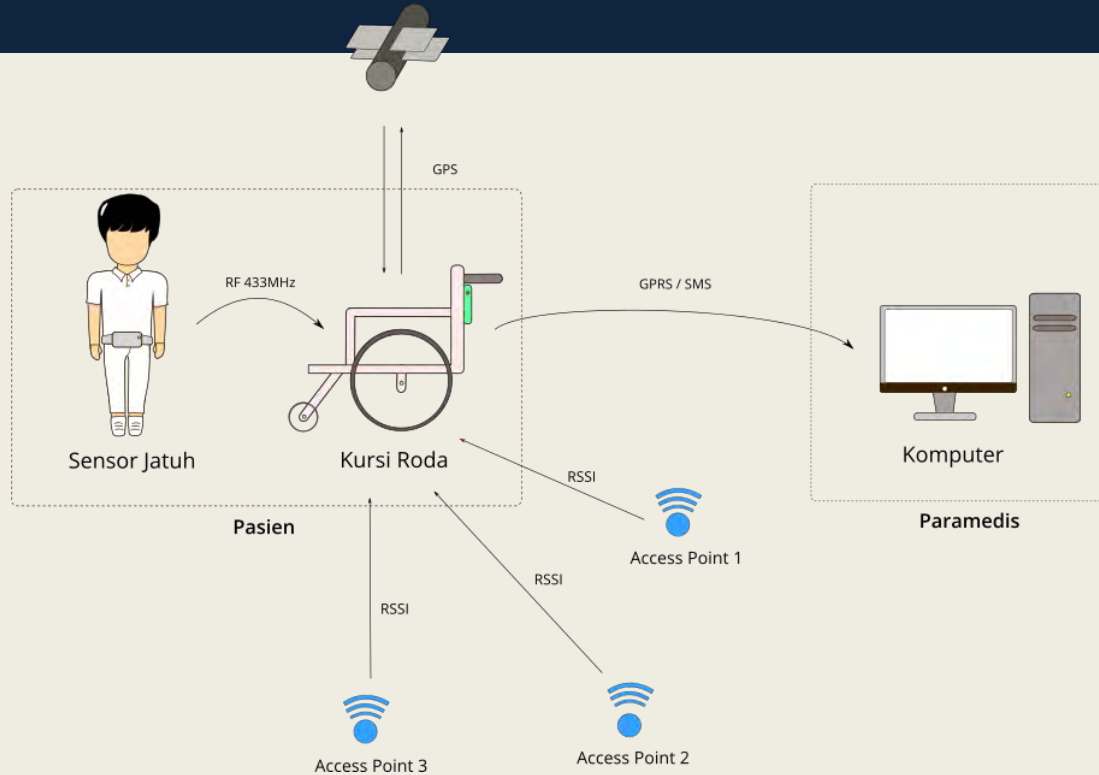 GPS
RF 433MHz
GPRS / SMS
Sensor Jatuh
Kursi Roda
Komputer
Pasien
Paramedis
RSSI
Access Point 1
RSSI
RSSI
Access Point 2
Access Point 3